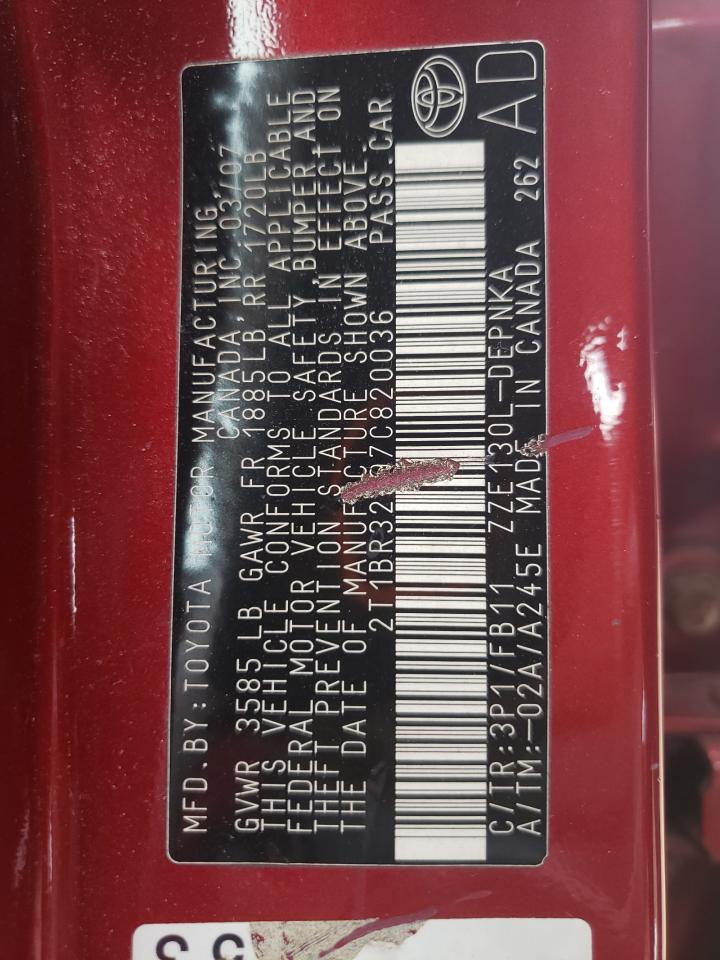 MFD.BY:TOYOTA MOTOR MANUFACTURING
CANADA,INC. 03/07
GVWR 3585 LB GAWR FR 1885LB RR 1720LB
THIS VEHICLE CONFORMS TO ALL APPLICABLE
FEDERAL MOTOR VEHICLE SAFETY, BUMPER,AND
THEFT PREVENTION STANDARDS IN EFFECT ON
THE DATE OF MANUFACTURE SHOWN ABOVE.
PASS.CAR
C/TR:3P1/FB11 ZZE130L-DEPNKA
A/TM:-02A/A245E MADE IN CANADA 262
AD